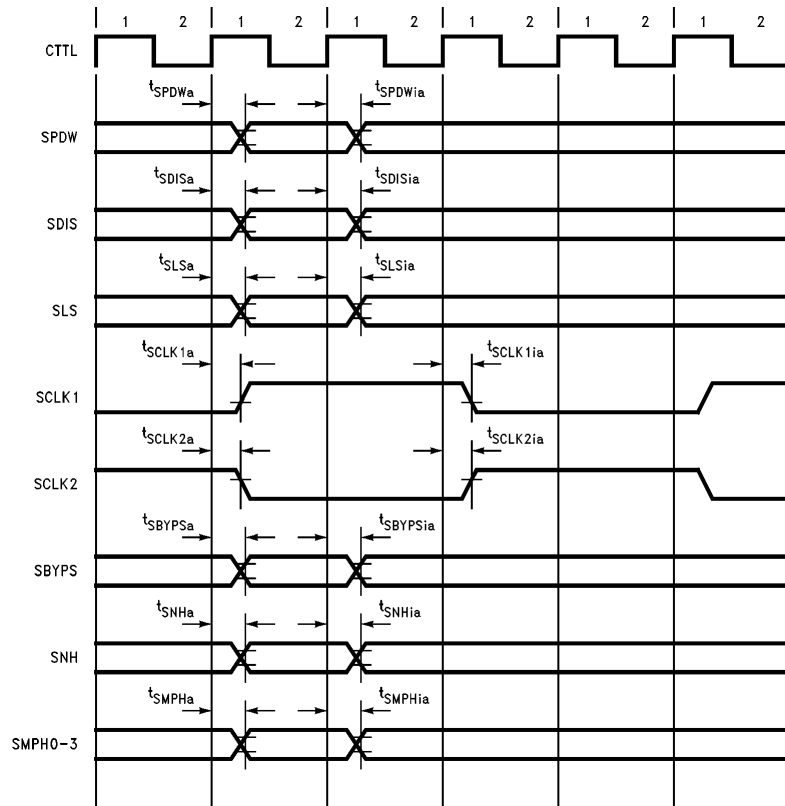 1 2 1 2 1 2 1 2 1 2 1 2
CTTL
tSPDWa tSPDWia
SPDW
tSDISa tSDISia
SDIS
tSLSa tSLSia
SLS
tSCLK1a tSCLK1ia
SCLK1
tSCLK2a tSCLK2ia
SCLK2
tSBYPSa tSBYPSia
SBYPS
tSNHa tSNHia
SNH
tSMPHa tSMPHia
SMPH0-3